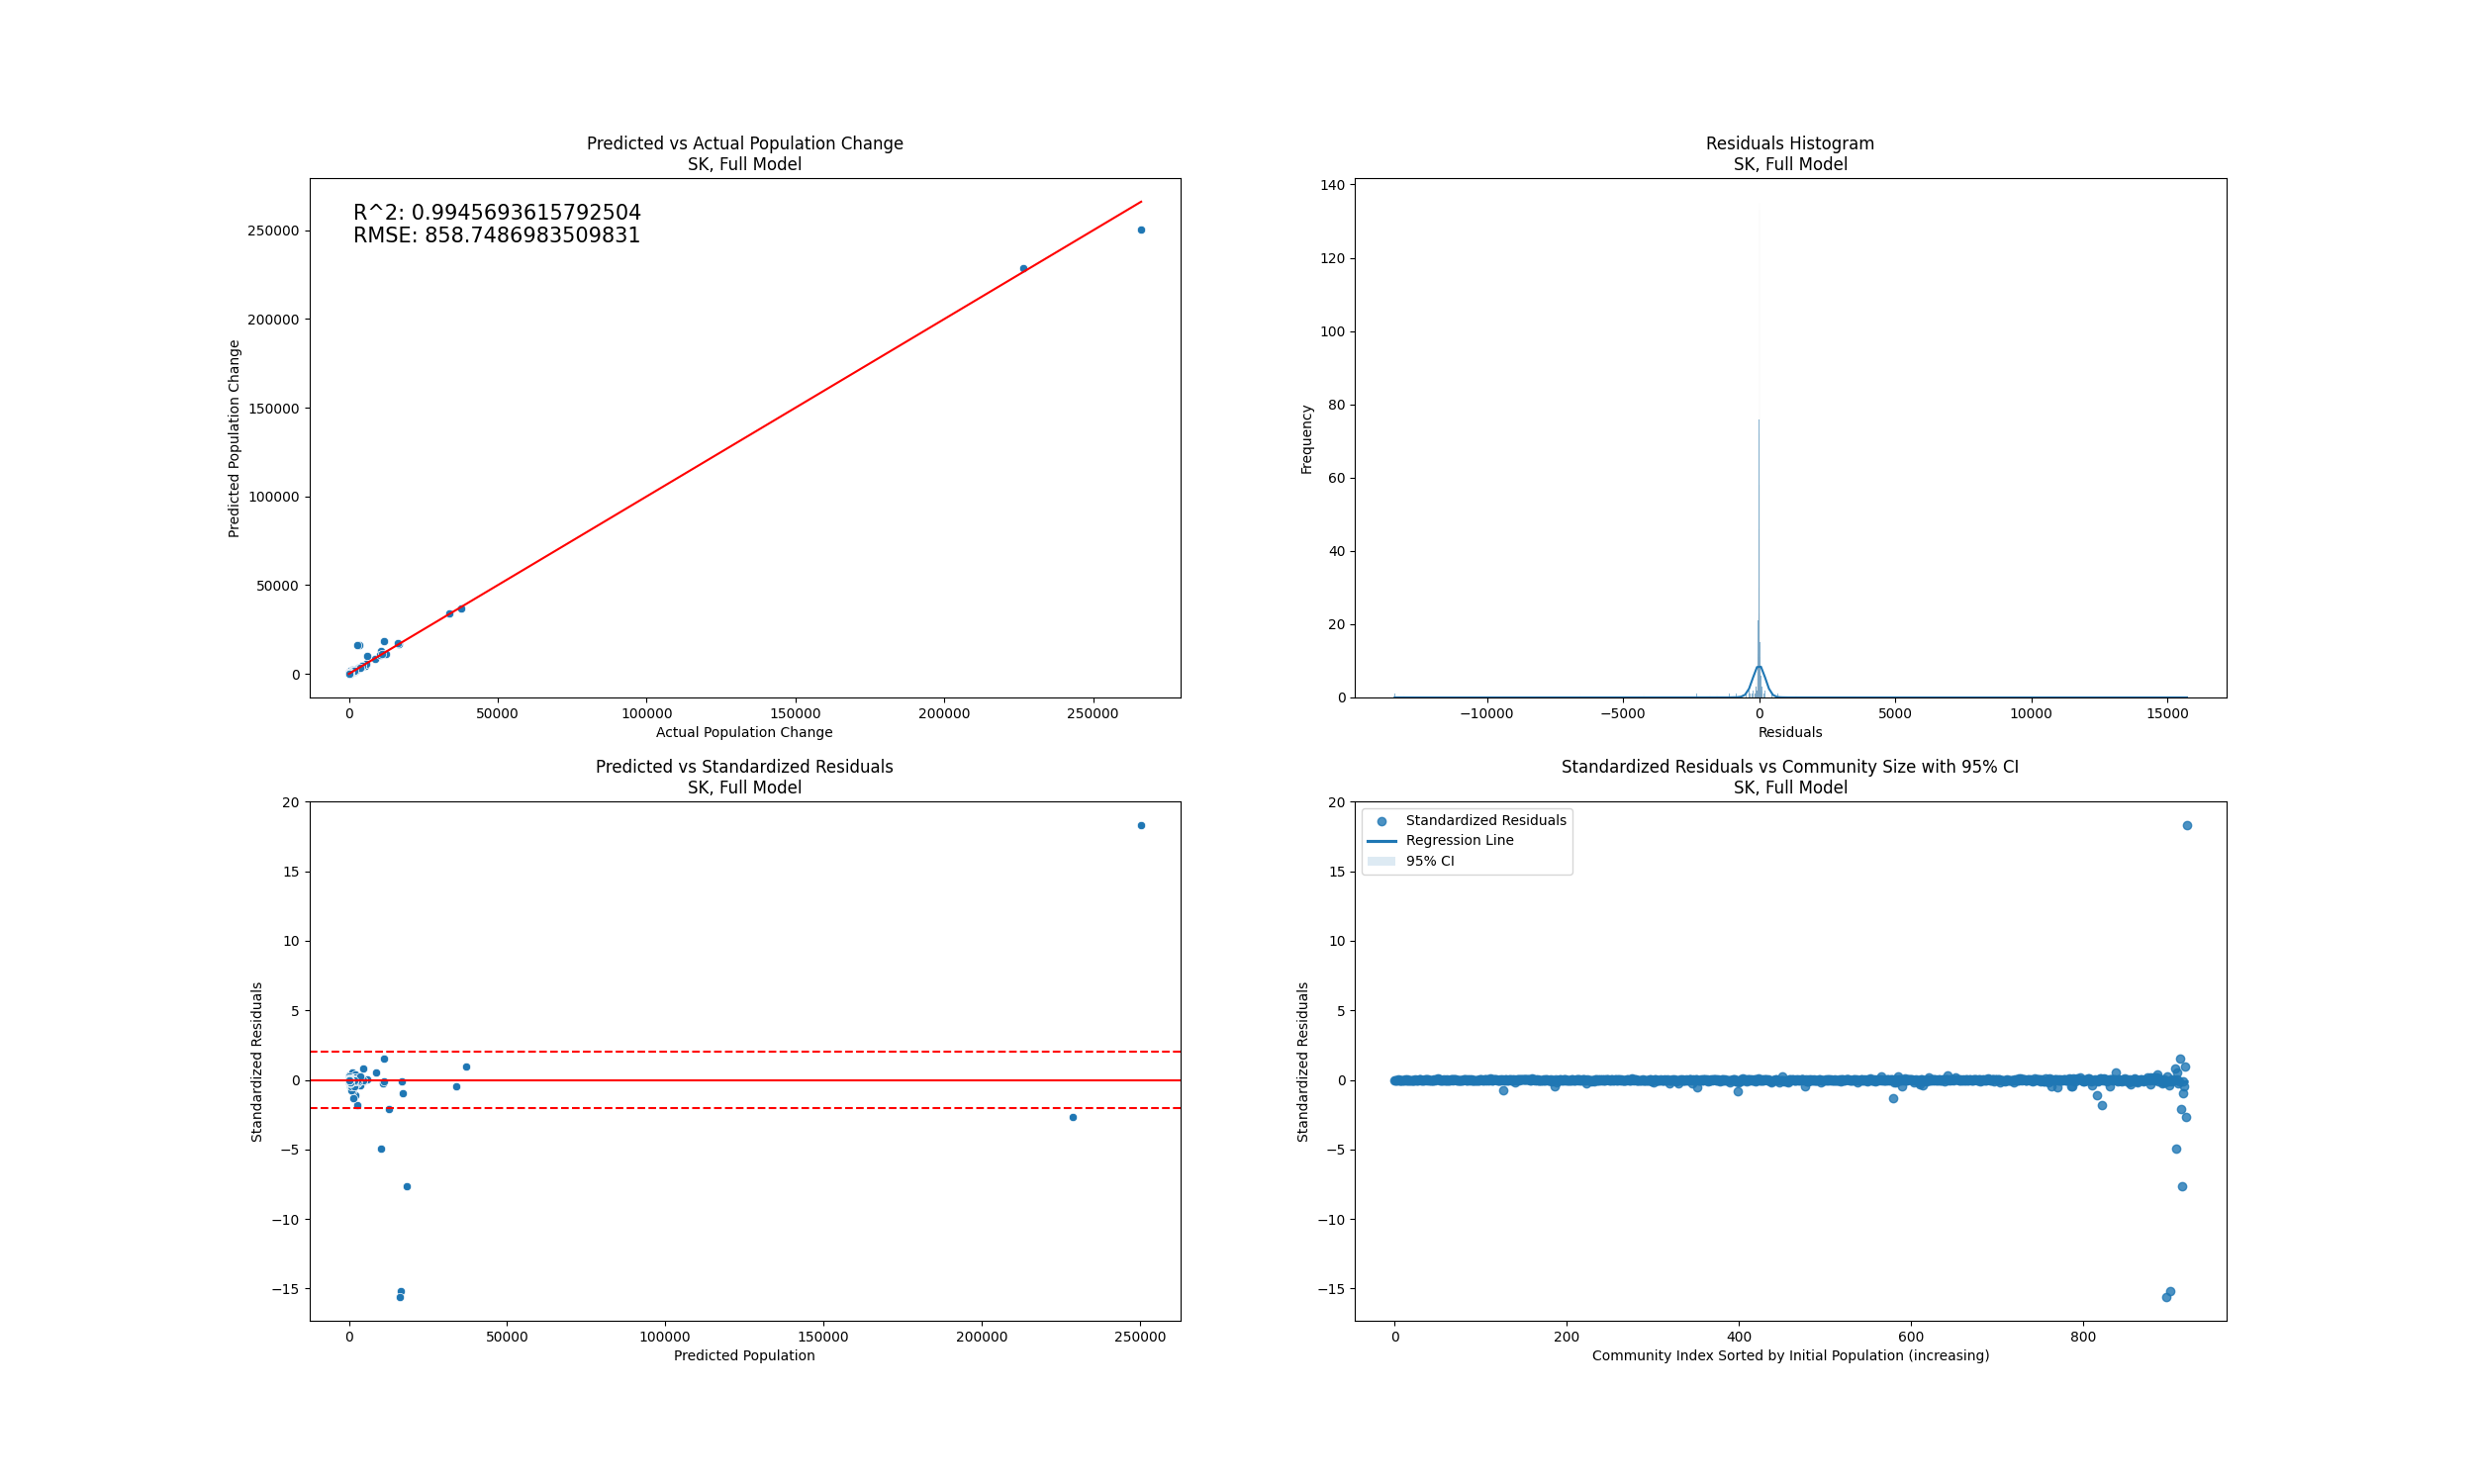 Predicted vs Actual Population Change
SK, Full Model
R^2: 0.9945693615792504
RMSE: 858.7486983509831
250000
200000
150000
100000
50000
0
Predicted Population Change
0 50000 100000 150000 200000 250000
Actual Population Change
Residuals Histogram
SK, Full Model
140
120
100
80
60
40
20
0
Frequency
−10000 −5000 0 5000 10000 15000
Residuals
Predicted vs Standardized Residuals
SK, Full Model
20
15
10
5
0
−5
−10
−15
Standardized Residuals
0 50000 100000 150000 200000 250000
Predicted Population
Standardized Residuals vs Community Size with 95% CI
SK, Full Model
Standardized Residuals
Regression Line
95% CI
20
15
10
5
0
−5
−10
−15
Standardized Residuals
0 200 400 600 800
Community Index Sorted by Initial Population (increasing)